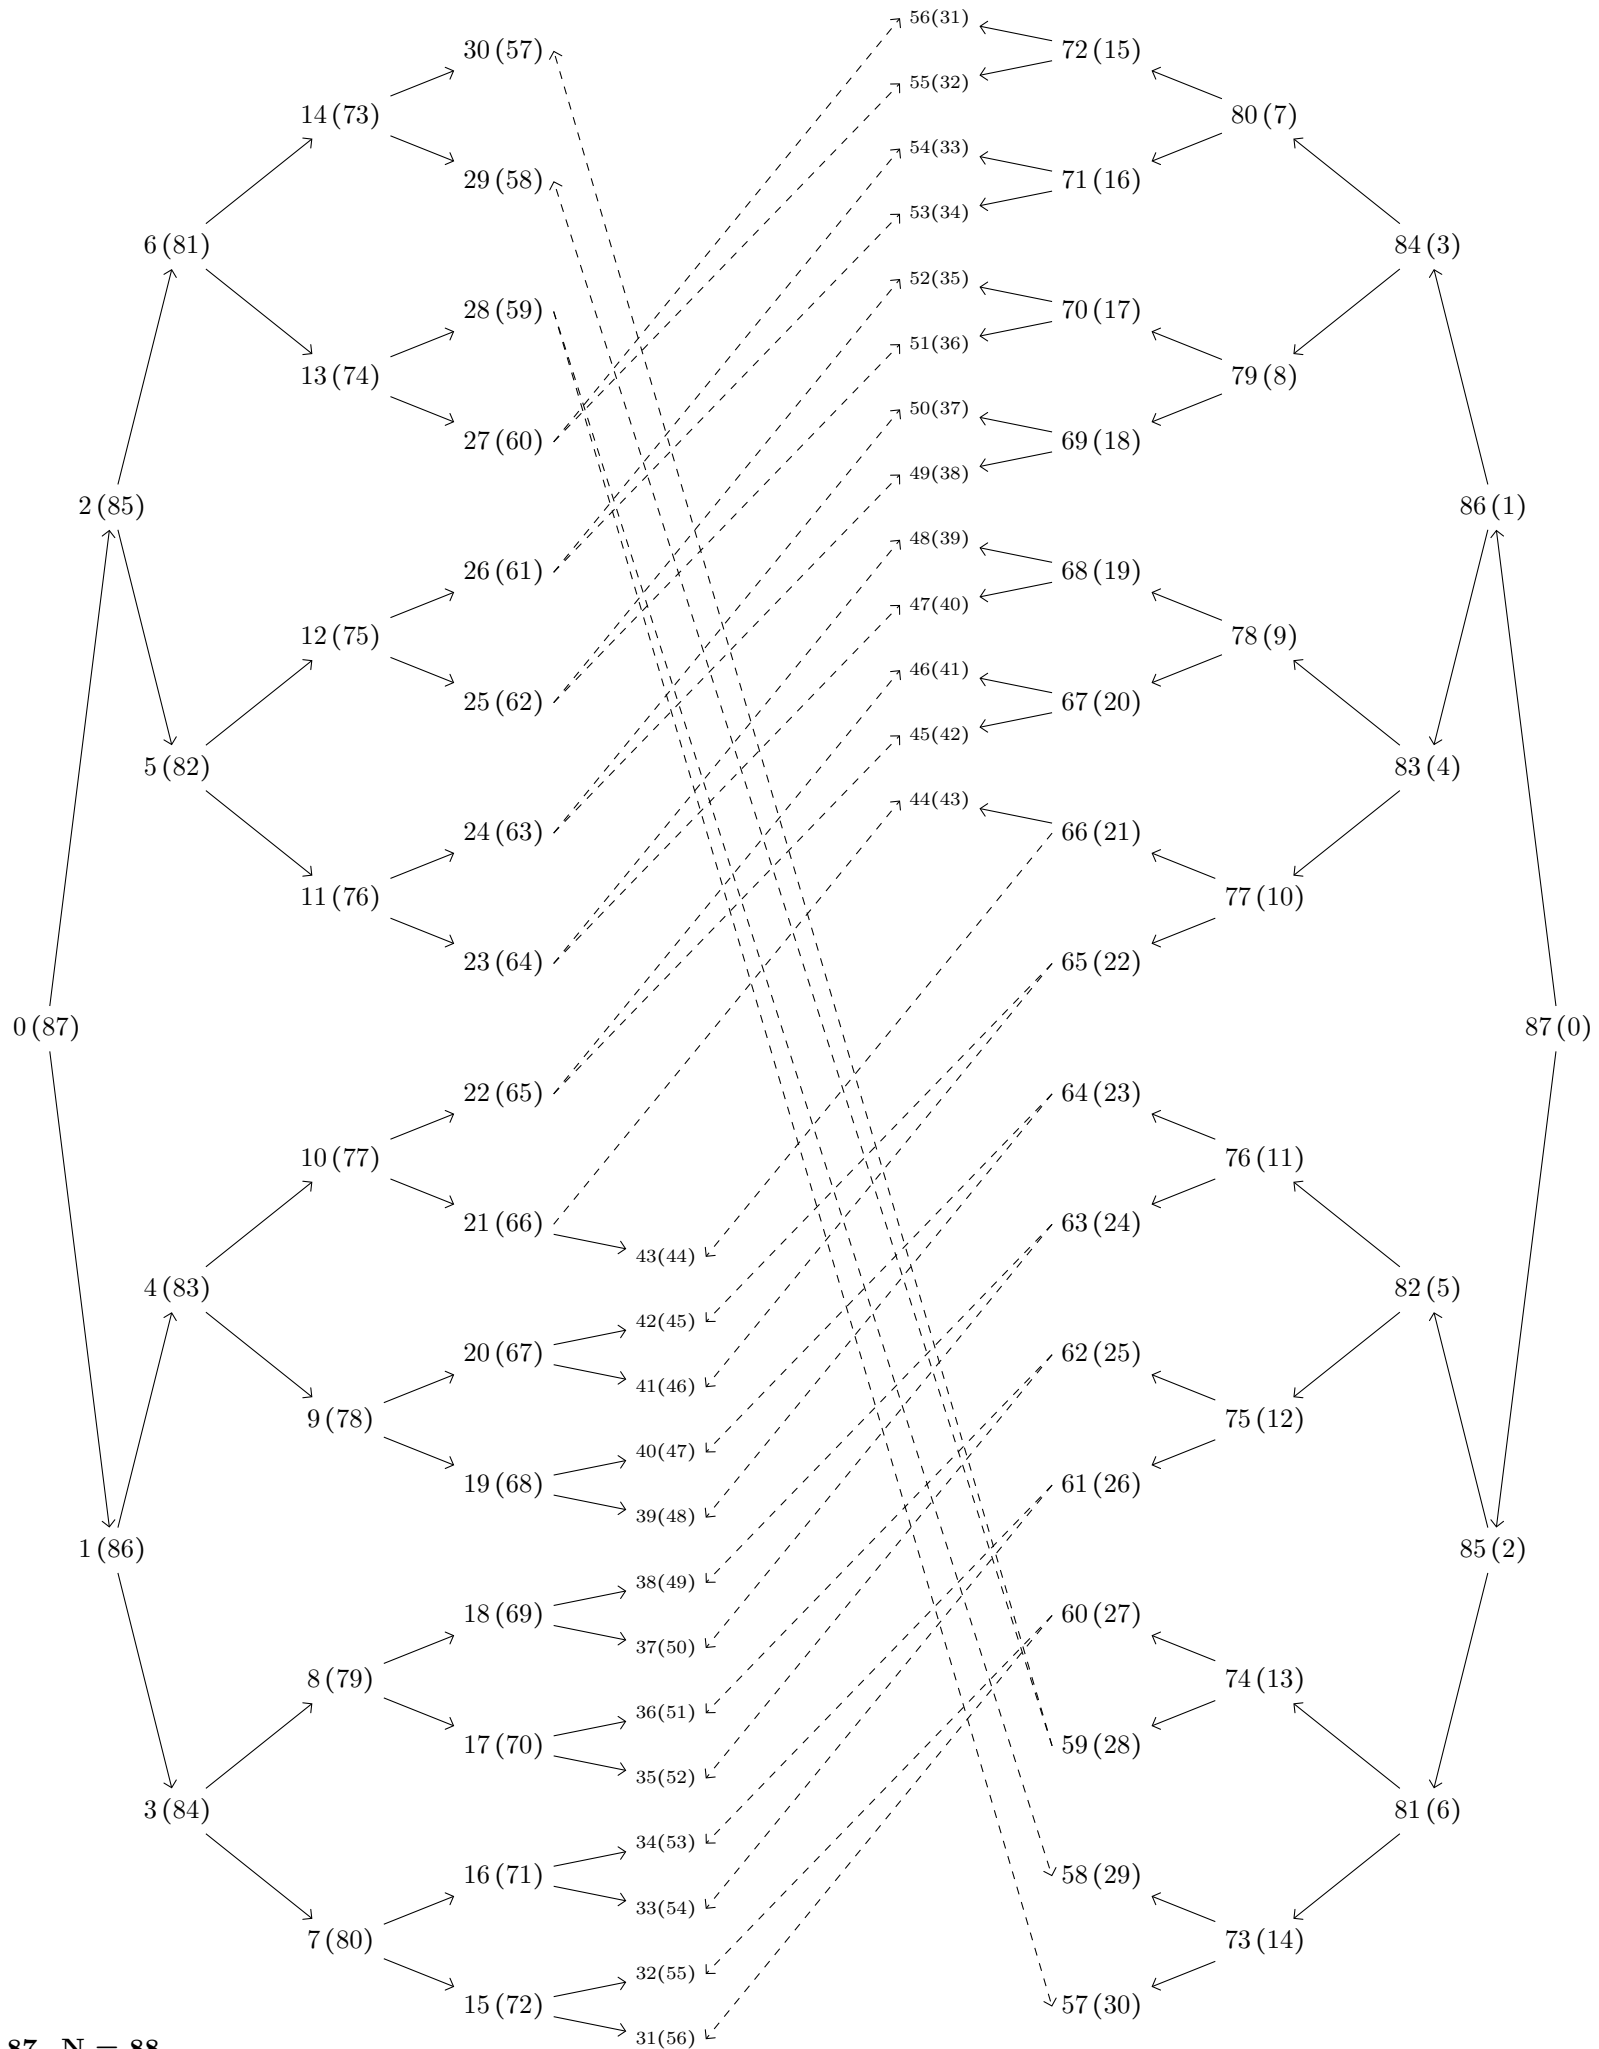 56(31)
30 (57) 72 (15)
55(32)
14 (73) 80 (7)
54(33)
29 (58) 71 (16)
53(34)
6 (81) 84 (3)
52(35)
28 (59) 70 (17)
51(36)
13 (74) 79 (8)
50(37)
27 (60) 69 (18)
49(38)
2 (85) 86 (1)
48(39)
26 (61) 68 (19)
47(40)
12 (75) 78 (9)
46(41)
25 (62) 67 (20)
45(42)
5 (82) 83 (4)
44(43)
24 (63) 66 (21)
11 (76) 77 (10)
23 (64) 65 (22)
0 (87) 87 (0)
22 (65) 64 (23)
10 (77) 76 (11)
21 (66) 63 (24)
43(44)
4 (83) 82 (5)
42(45)
20 (67) 62 (25)
41(46)
9 (78) 75 (12)
40(47)
19 (68) 61 (26)
39(48)
1 (86) 85 (2)
38(49)
18 (69) 60 (27)
37(50)
8 (79) 74 (13)
36(51)
17 (70) 59 (28)
35(52)
3 (84) 81 (6)
34(53)
16 (71) 58 (29)
33(54)
7 (80) 73 (14)
32(55)
15 (72) 57 (30)
31(56)
87 N = 88